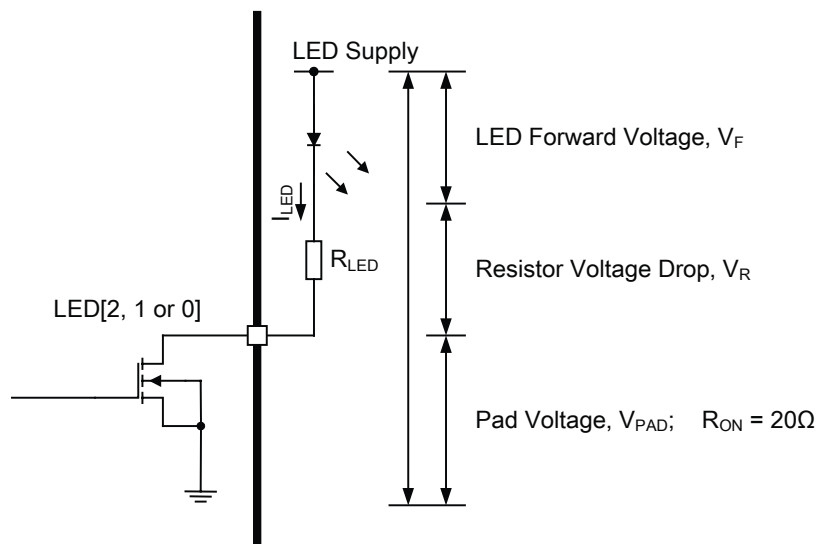 LED Supply
LED Forward Voltage, VF
ILED
RLED
Resistor Voltage Drop, VR
LED[2, 1 or 0]
Pad Voltage, VPAD; RON = 20Ω